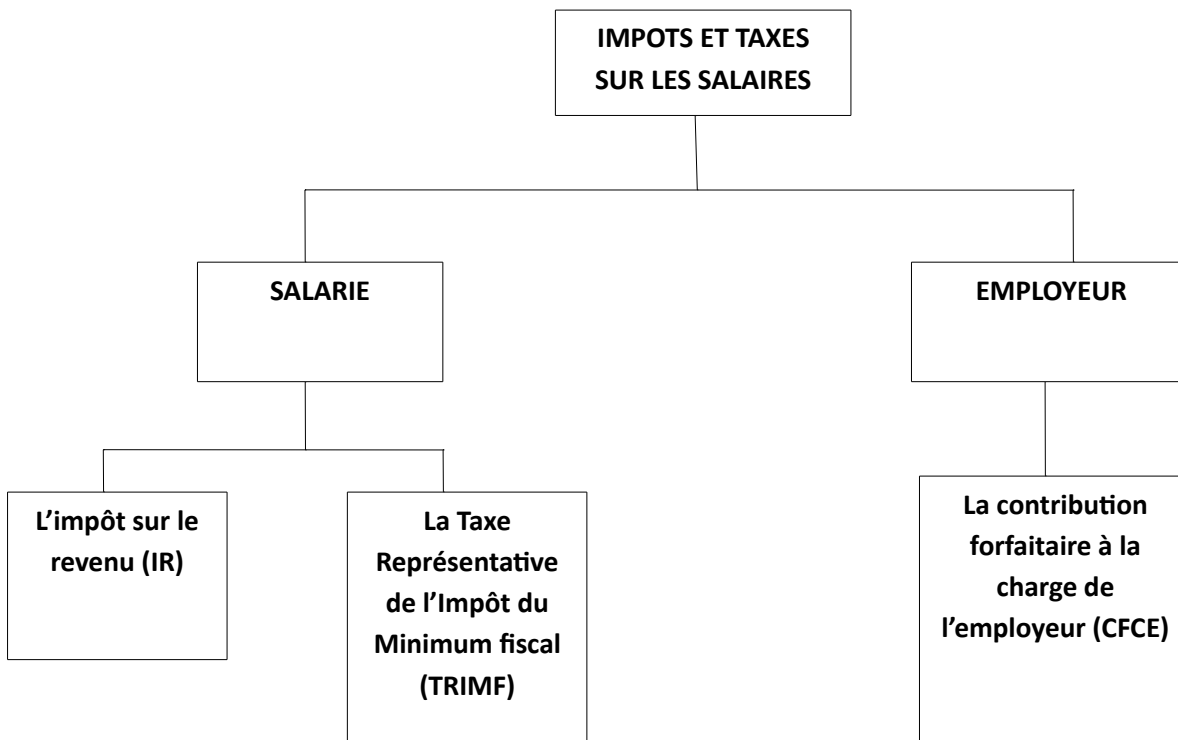 IMPOTS ET TAXES
SUR LES SALAIRES
SALARIE
EMPLOYEUR
L’impôt sur le
revenu (IR)
La Taxe
Représentative
de l’Impôt du
Minimum fiscal
(TRIMF)
La contribution
forfaitaire à la
charge de
l’employeur (CFCE)